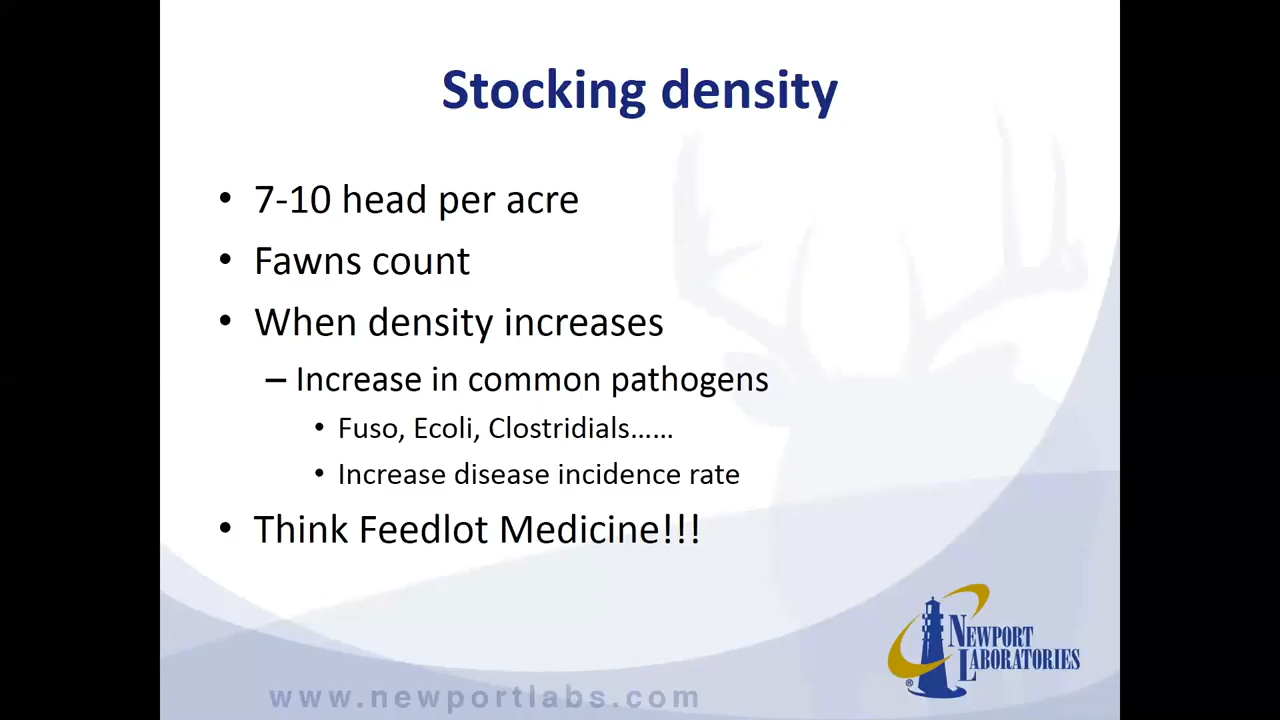 Stocking density
• 7-10 head per acre
• Fawns count
• When density increases
– Increase in common pathogens
• Fuso, Ecoli, Clostridials……
• Increase disease incidence rate
• Think Feedlot Medicine!!!
NEWPORT
LABORATORIES
®
www.newportlabs.com